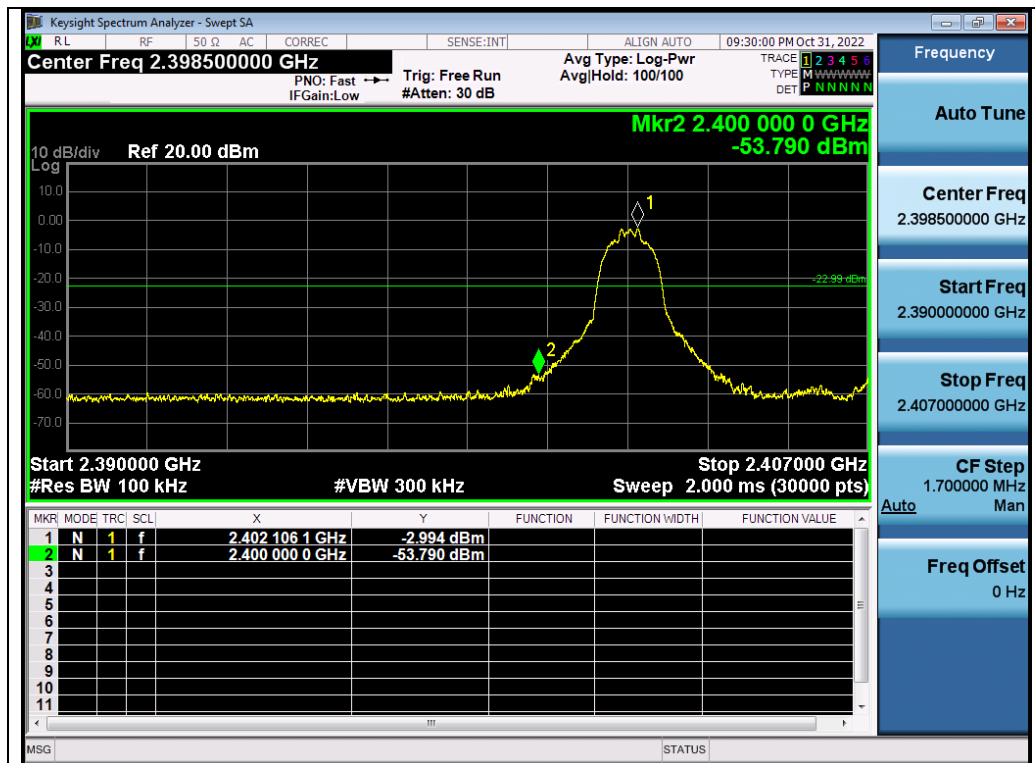 Keysight Spectrum Analyzer - Swept SA
LXI RL RF 50 Ω AC CORREC SENSE:INT ALIGN AUTO 09:30:00 PM Oct 31, 2022
Center Freq 2.398500000 GHz
PNO: Fast
IFGain:Low
Trig: Free Run
#Atten: 30 dB
Avg Type: Log-Pwr
Avg|Hold: 100/100
TRACE 1 2 3 4 5 6
TYPE M WWWWW
DET P N N N N N
Mkr2 2.400 000 0 GHz
-53.790 dBm
10 dB/div Ref 20.00 dBm
Log
10.0
0.00
-10.0
-20.0
-30.0
-40.0
-50.0
-60.0
-70.0
1
-22.99 dBm
2
Start 2.390000 GHz Stop 2.407000 GHz
#Res BW 100 kHz #VBW 300 kHz Sweep 2.000 ms (30000 pts)
MKR MODE TRC SCL X Y FUNCTION FUNCTION WIDTH FUNCTION VALUE
1 N 1 f 2.402 106 1 GHz -2.994 dBm
2 N 1 f 2.400 000 0 GHz -53.790 dBm
3
4
5
6
7
8
9
10
11
MSG STATUS
Frequency
Auto Tune
Center Freq
2.398500000 GHz
Start Freq
2.390000000 GHz
Stop Freq
2.407000000 GHz
CF Step
1.700000 MHz
Auto Man
Freq Offset
0 Hz